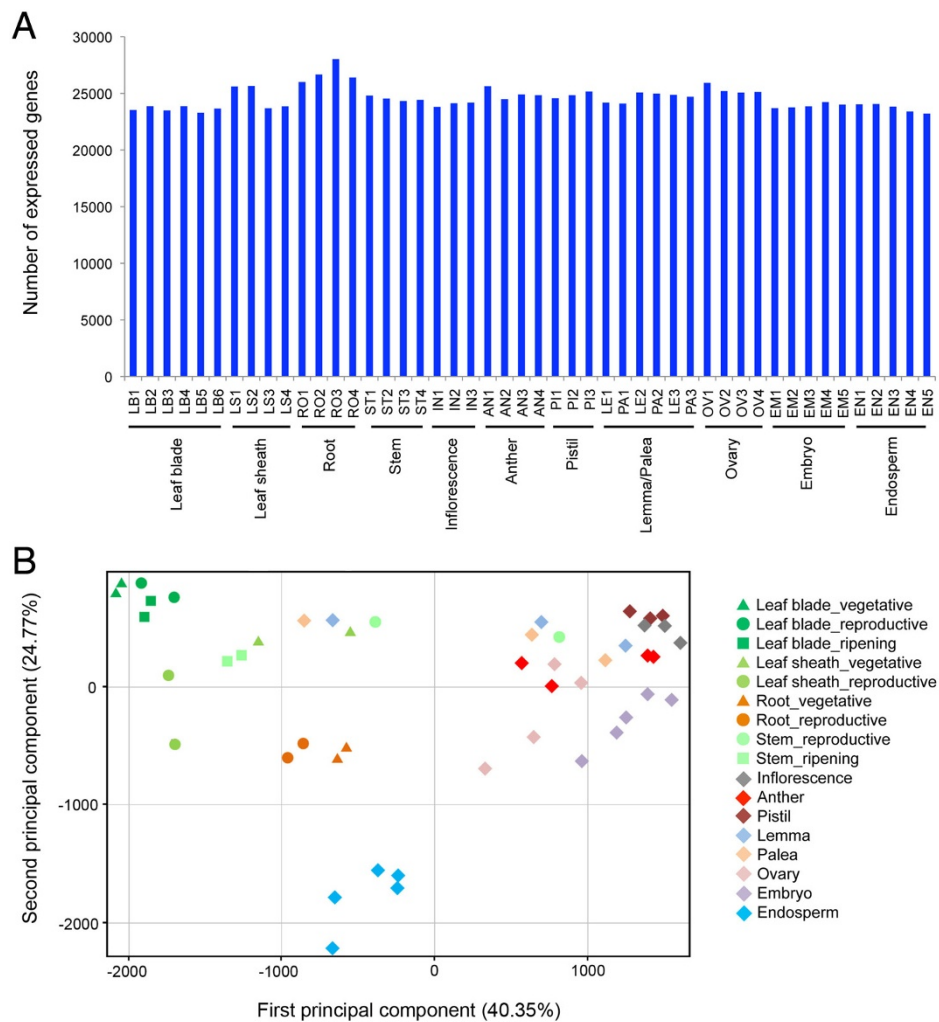 A
30000
25000
20000
15000
10000
5000
0
Number of expressed genes
LB1 LB2 LB3 LB4 LB5 LB6 LS1 LS2 LS3 LS4 RO1 RO2 RO3 RO4 ST1 ST2 ST3 ST4 IN1 IN2 IN3 AN1 AN2 AN3 AN4 PI1 PI2 PI3 LE1 PA1 LE2 PA2 LE3 PA3 OV1 OV2 OV3 OV4 EM1 EM2 EM3 EM4 EM5 EN1 EN2 EN3 EN4 EN5
Leaf blade Leaf sheath Root Stem Inflorescence Anther Pistil Lemma/Palea Ovary Embryo Endosperm
B
Second principal component (24.77%)
0
-1000
-2000
-2000 -1000 0 1000
First principal component (40.35%)
Leaf blade_vegetative
Leaf blade_reproductive
Leaf blade_ripening
Leaf sheath_vegetative
Leaf sheath_reproductive
Root_vegetative
Root_reproductive
Stem_reproductive
Stem_ripening
Inflorescence
Anther
Pistil
Lemma
Palea
Ovary
Embryo
Endosperm